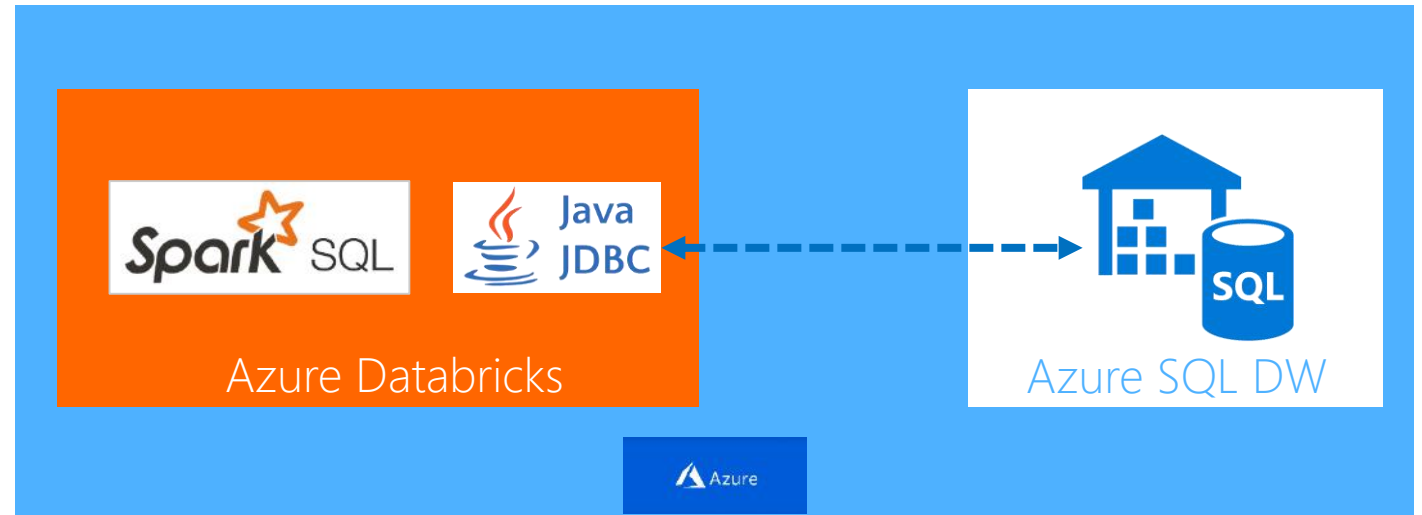 Spark SQL
Java
JDBC
SQL
Azure Databricks
Azure SQL DW
Azure